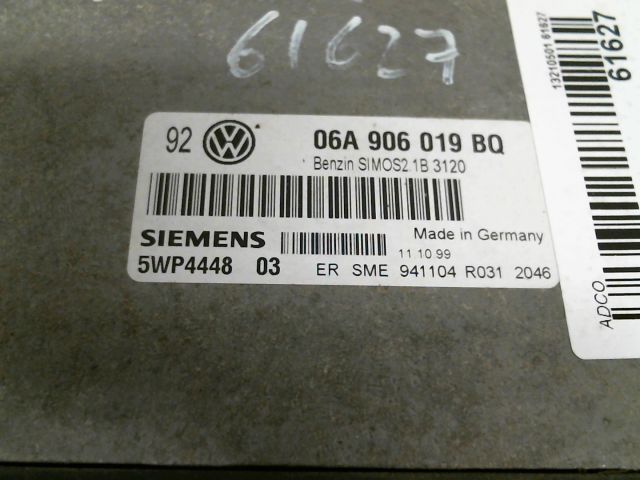 61627
92 VW 06A 906 019 BQ
Benzin SIMOS2 1B 3120
SIEMENS Made in Germany
11 10 99
5WP4448 03 ER SME 941104 R031 2046
13210501 61627
61627
ADCO